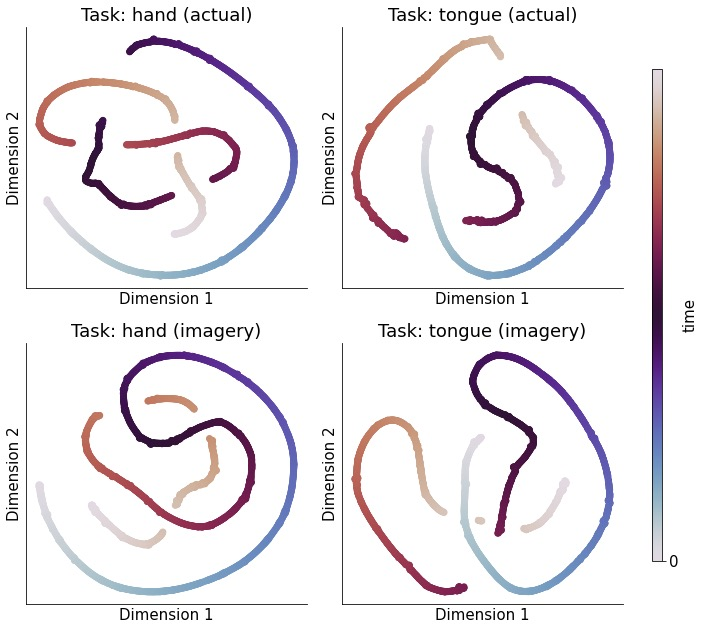 Task: hand (actual)
Task: tongue (actual)
Dimension 2
Dimension 1
Dimension 2
Dimension 1
time
Task: hand (imagery)
Task: tongue (imagery)
Dimension 2
Dimension 1
Dimension 2
Dimension 1
0